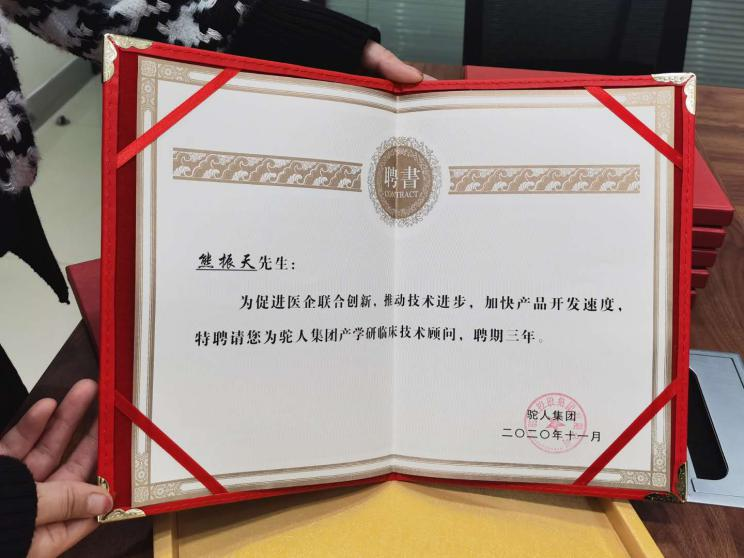 聘書
CONTRACT
熊振天先生：
为促进医企联合创新，推动技术进步，加快产品开发速度，
特聘请您为驼人集团产学研临床技术顾问，聘期三年。
驼人集团
二〇二〇年十一月